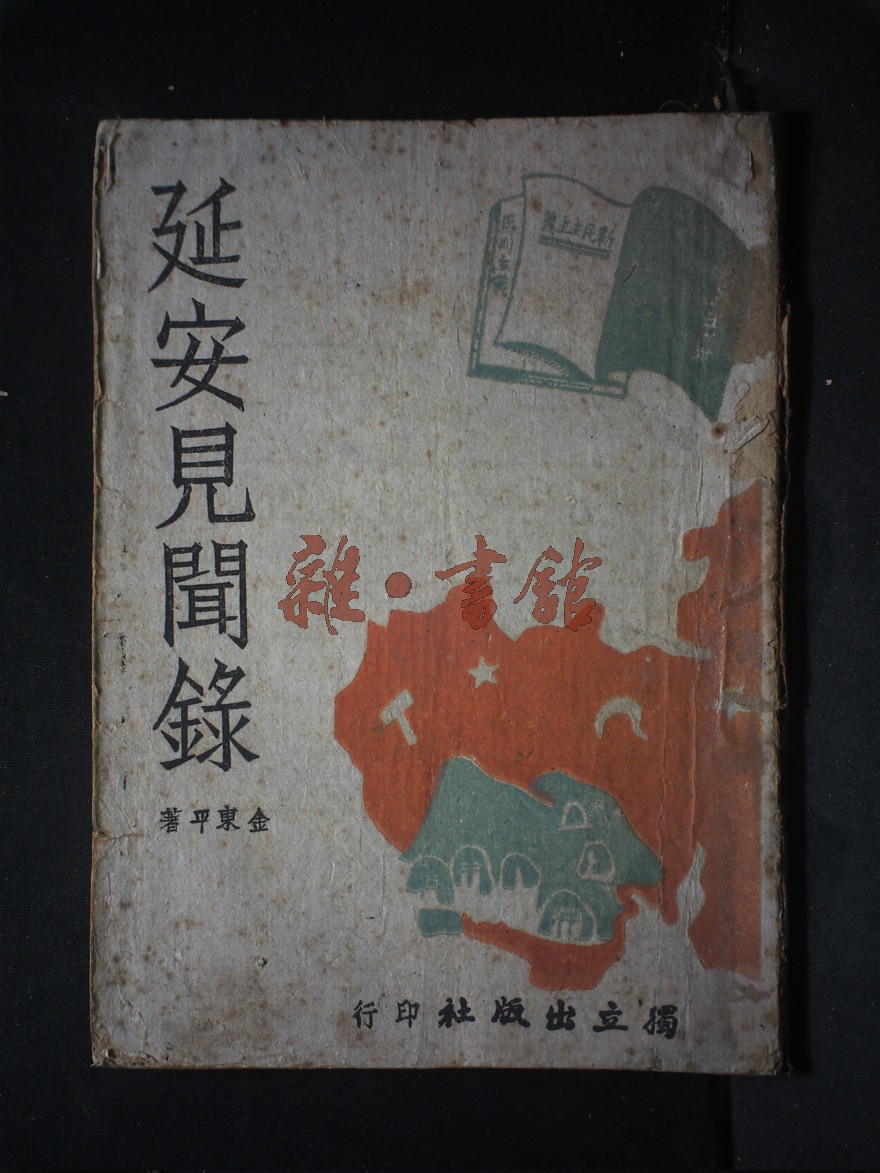 延安見聞錄
金東平著
新民主主義
雜·書舘
獨立出版社印行